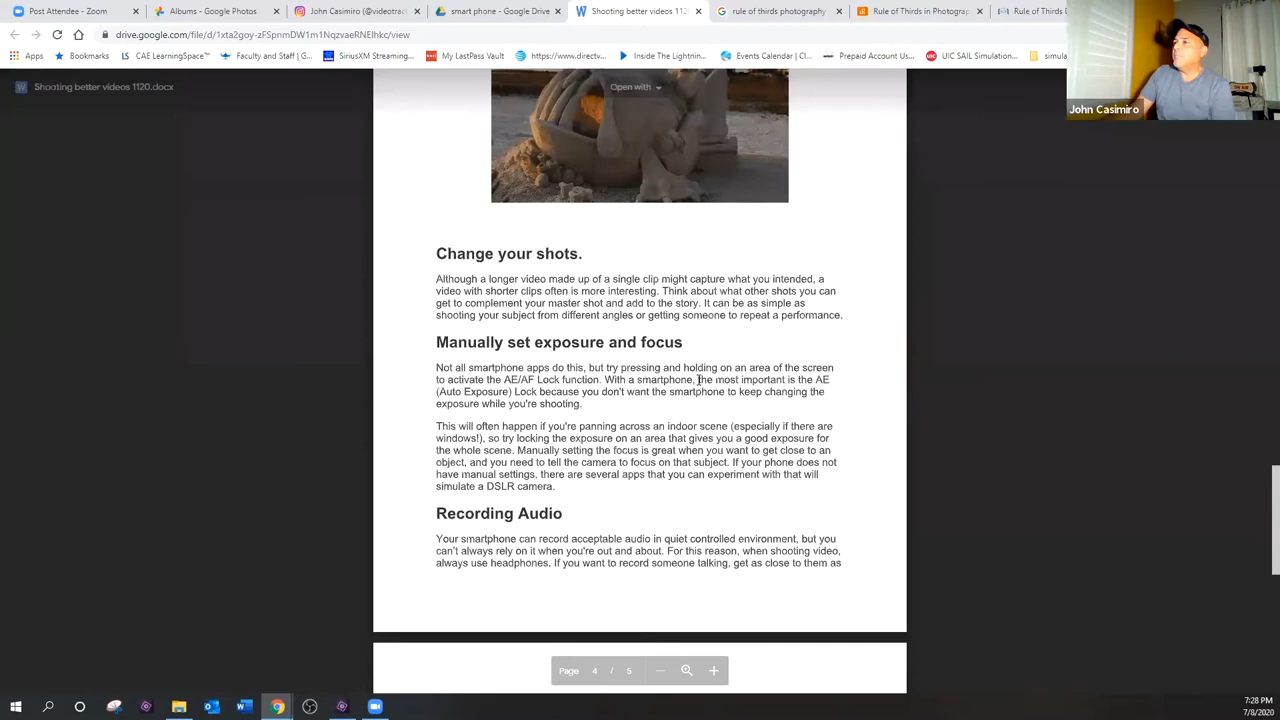 Post Attendee - Zoom
Albums - Google Photos
John Casimiro (@videotrac
smart phone - Google Drive
Shooting better videos 112
rule of thirds photography
Rule of Thirds in Photograp
Rule of Thirds
drive.google.com/file/d/1xta2goy-zFSpnmDW1m1NqzvaeRNElhkc/view
Apps
Bookmarks
CAE LearningSpace™
Faculty and Staff | G...
SiriusXM Streaming...
My LastPass Vault
https://www.directv...
Inside The Lightnin...
Events Calendar | Cl...
Prepaid Account Us...
UIC SAIL Simulation...
simula
Shooting better videos 1120.docx
Open with
John Casimiro
Change your shots.
Although a longer video made up of a single clip might capture what you intended, a
video with shorter clips often is more interesting. Think about what other shots you can
get to complement your master shot and add to the story. It can be as simple as
shooting your subject from different angles or getting someone to repeat a performance.
Manually set exposure and focus
Not all smartphone apps do this, but try pressing and holding on an area of the screen
to activate the AE/AF Lock function. With a smartphone, the most important is the AE
(Auto Exposure) Lock because you don't want the smartphone to keep changing the
exposure while you're shooting.
This will often happen if you're panning across an indoor scene (especially if there are
windows!), so try locking the exposure on an area that gives you a good exposure for
the whole scene. Manually setting the focus is great when you want to get close to an
object, and you need to tell the camera to focus on that subject. If your phone does not
have manual settings, there are several apps that you can experiment with that will
simulate a DSLR camera.
Recording Audio
Your smartphone can record acceptable audio in quiet controlled environment, but you
can't always rely on it when you're out and about. For this reason, when shooting video,
always use headphones. If you want to record someone talking, get as close to them as
Page 4 / 5
7:28 PM
7/8/2020